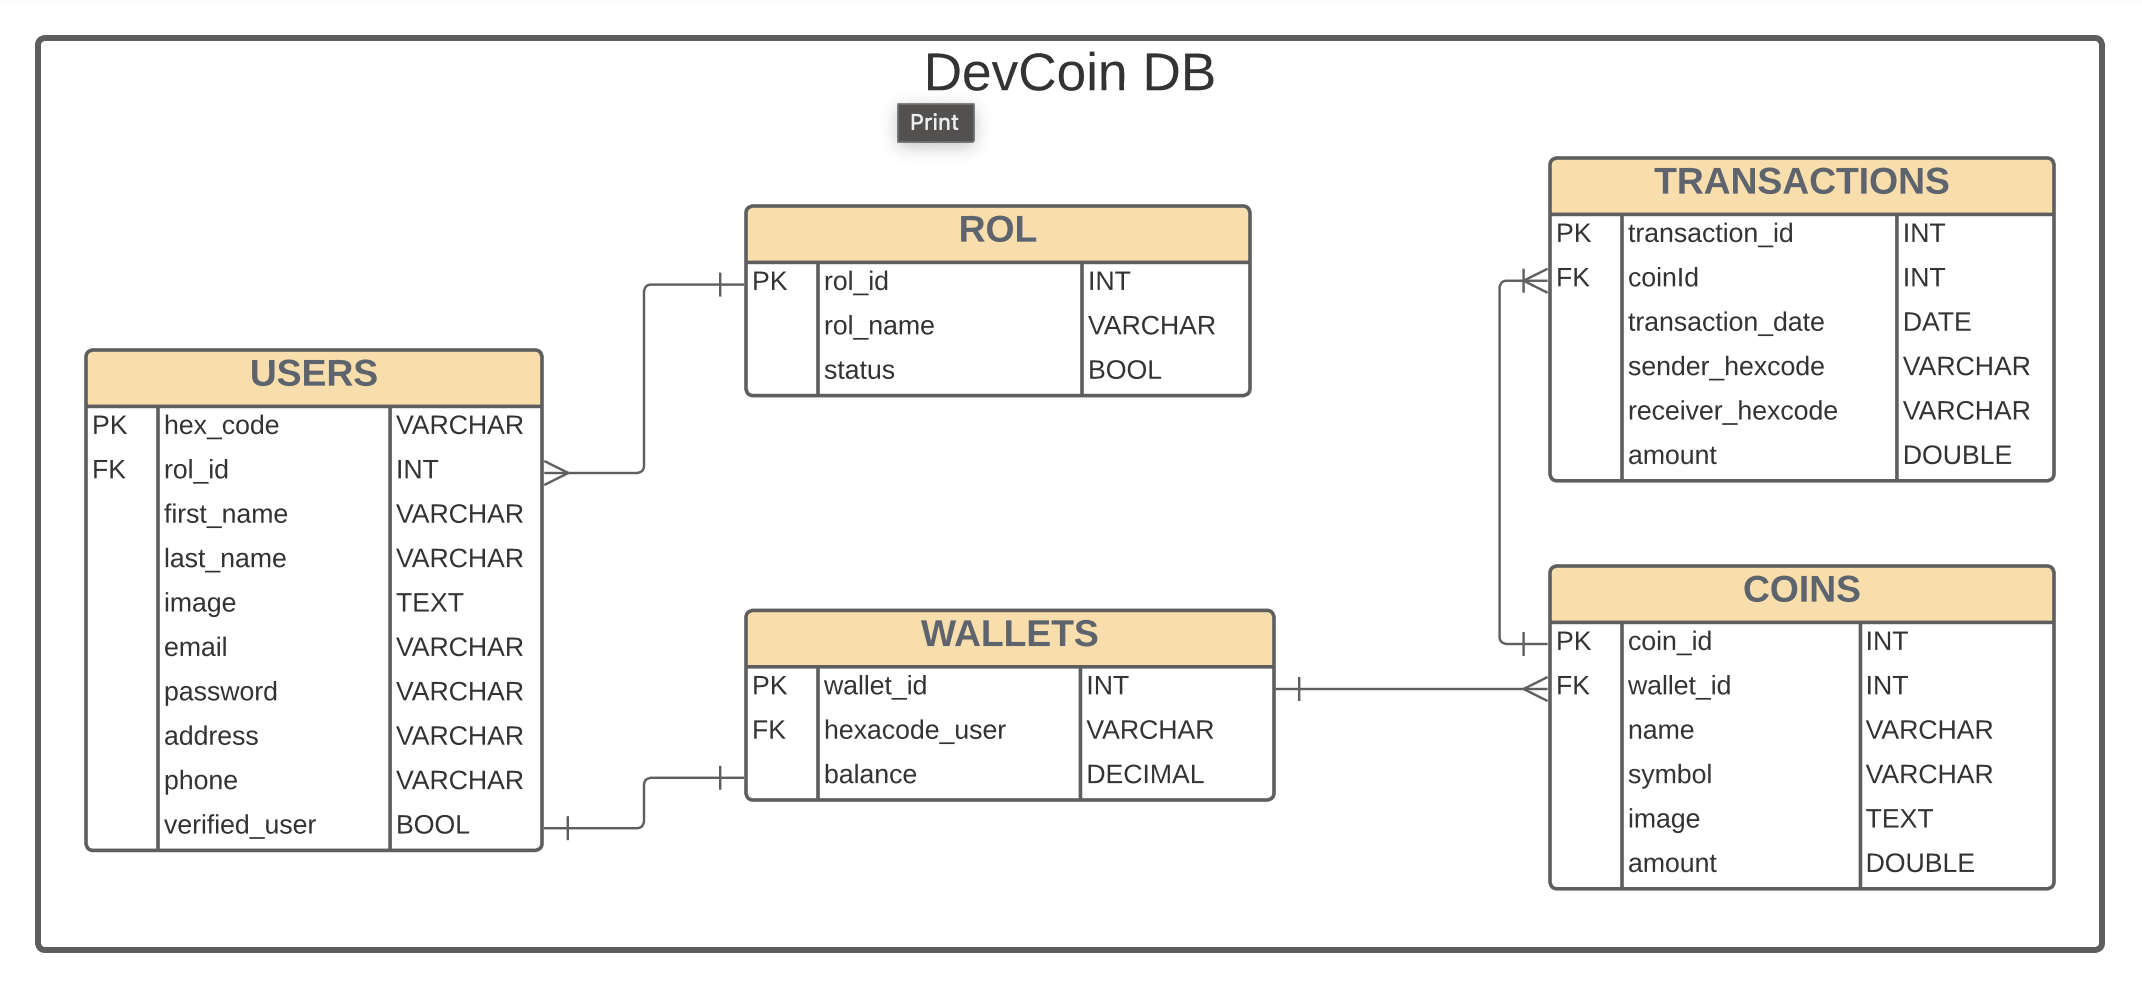 DevCoin DB
Print
USERS
PK hex_code VARCHAR
FK rol_id INT
first_name VARCHAR
last_name VARCHAR
image TEXT
email VARCHAR
password VARCHAR
address VARCHAR
phone VARCHAR
verified_user BOOL
ROL
PK rol_id INT
rol_name VARCHAR
status BOOL
WALLETS
PK wallet_id INT
FK hexacode_user VARCHAR
balance DECIMAL
TRANSACTIONS
PK transaction_id INT
FK coinId INT
transaction_date DATE
sender_hexcode VARCHAR
receiver_hexcode VARCHAR
amount DOUBLE
COINS
PK coin_id INT
FK wallet_id INT
name VARCHAR
symbol VARCHAR
image TEXT
amount DOUBLE